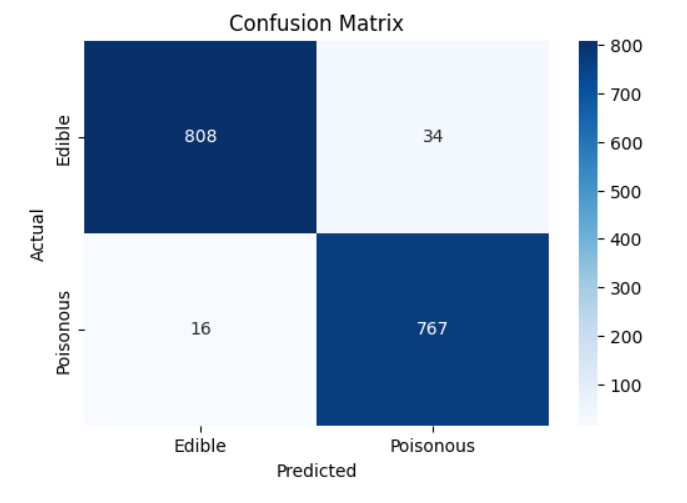 Confusion Matrix
Actual
Edible
Poisonous
808
34
16
767
Edible
Poisonous
Predicted
800
700
600
500
400
300
200
100